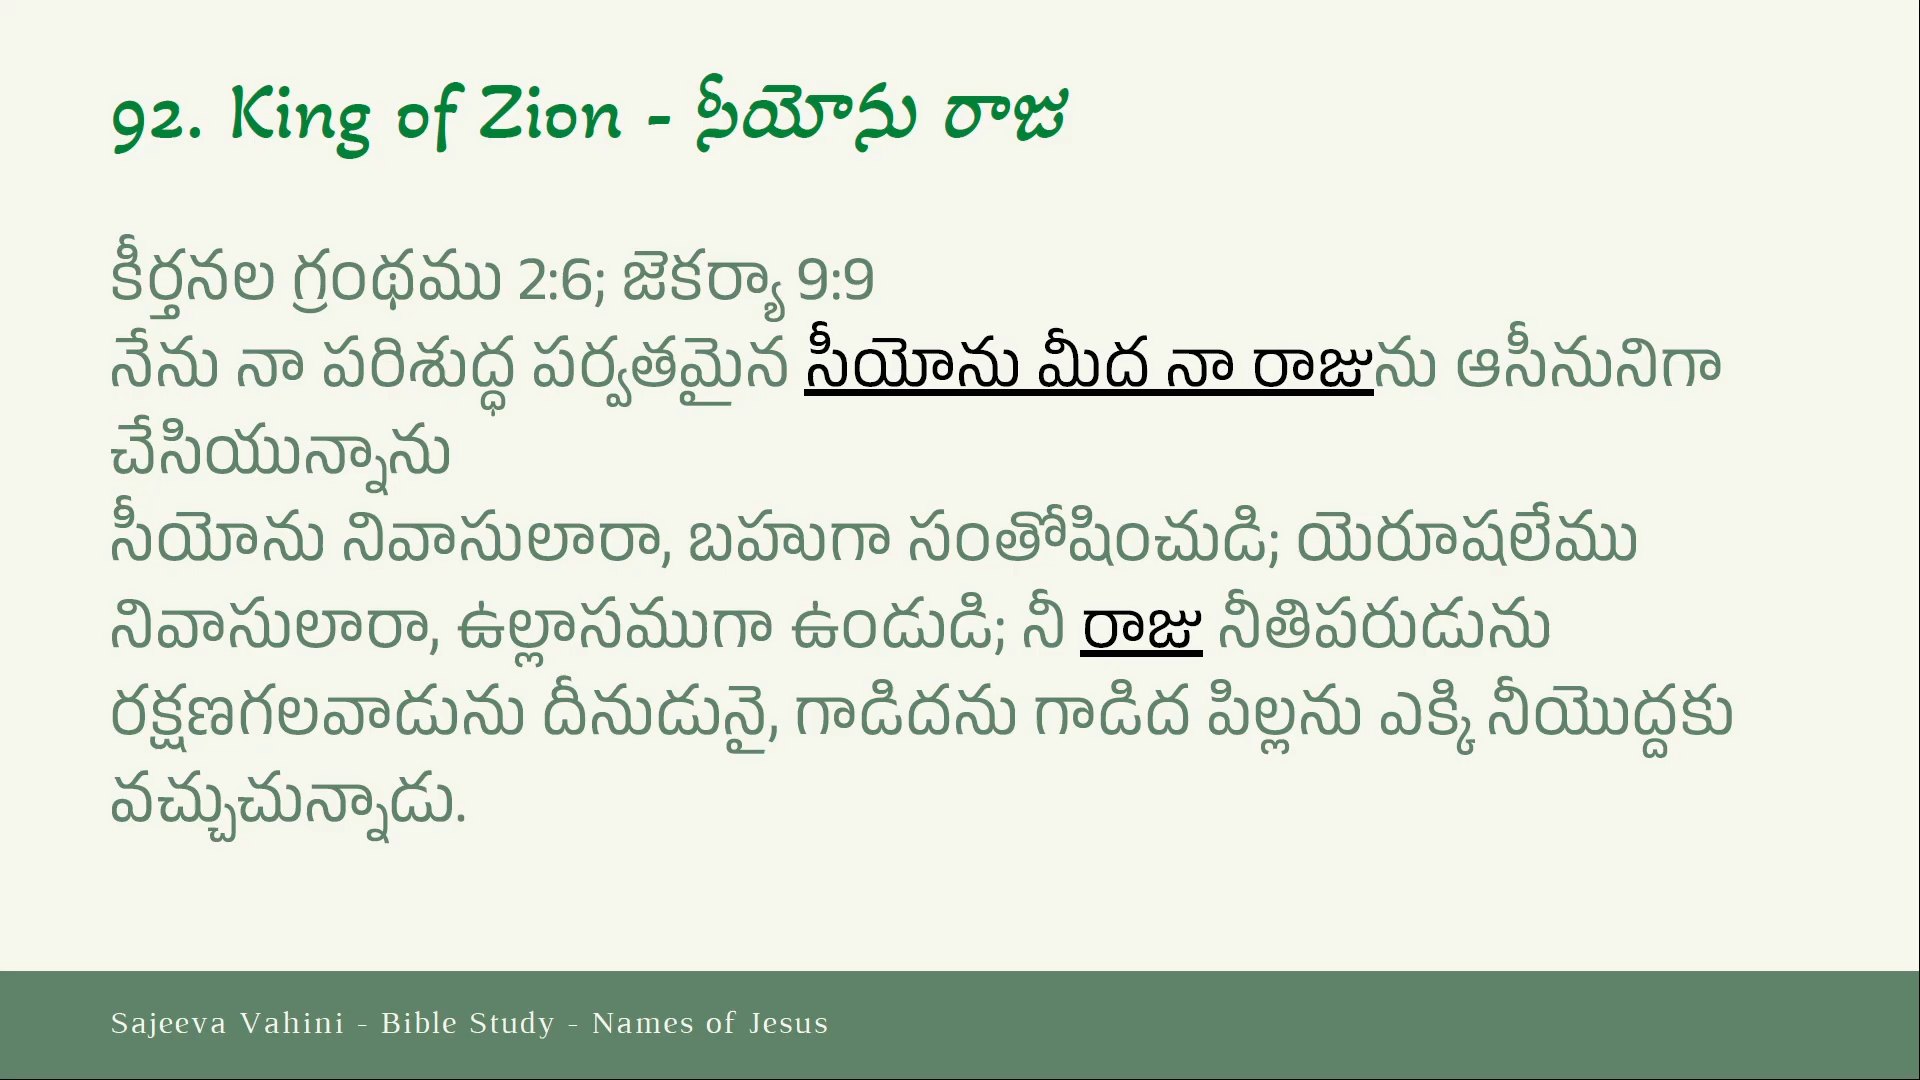 92. King of Zion - సీయోను రాజు
కీర్తనల గ్రంథము 2:6; జెకర్యా 9:9
నేను నా పరిశుద్ధ పర్వతమైన సీయోను మీద నా రాజును ఆసీనునిగా
చేసియున్నాను
సీయోను నివాసులారా, బహుగా సంతోషించుడి; యెరూషలేము
నివాసులారా, ఉల్లాసముగా ఉండుడి; నీ రాజు నీతిపరుడును
రక్షణగలవాడును దీనుడునై, గాడిదను గాడిద పిల్లను ఎక్కి నీయొద్దకు
వచ్చుచున్నాడు.
Sajeeva Vahini - Bible Study - Names of Jesus